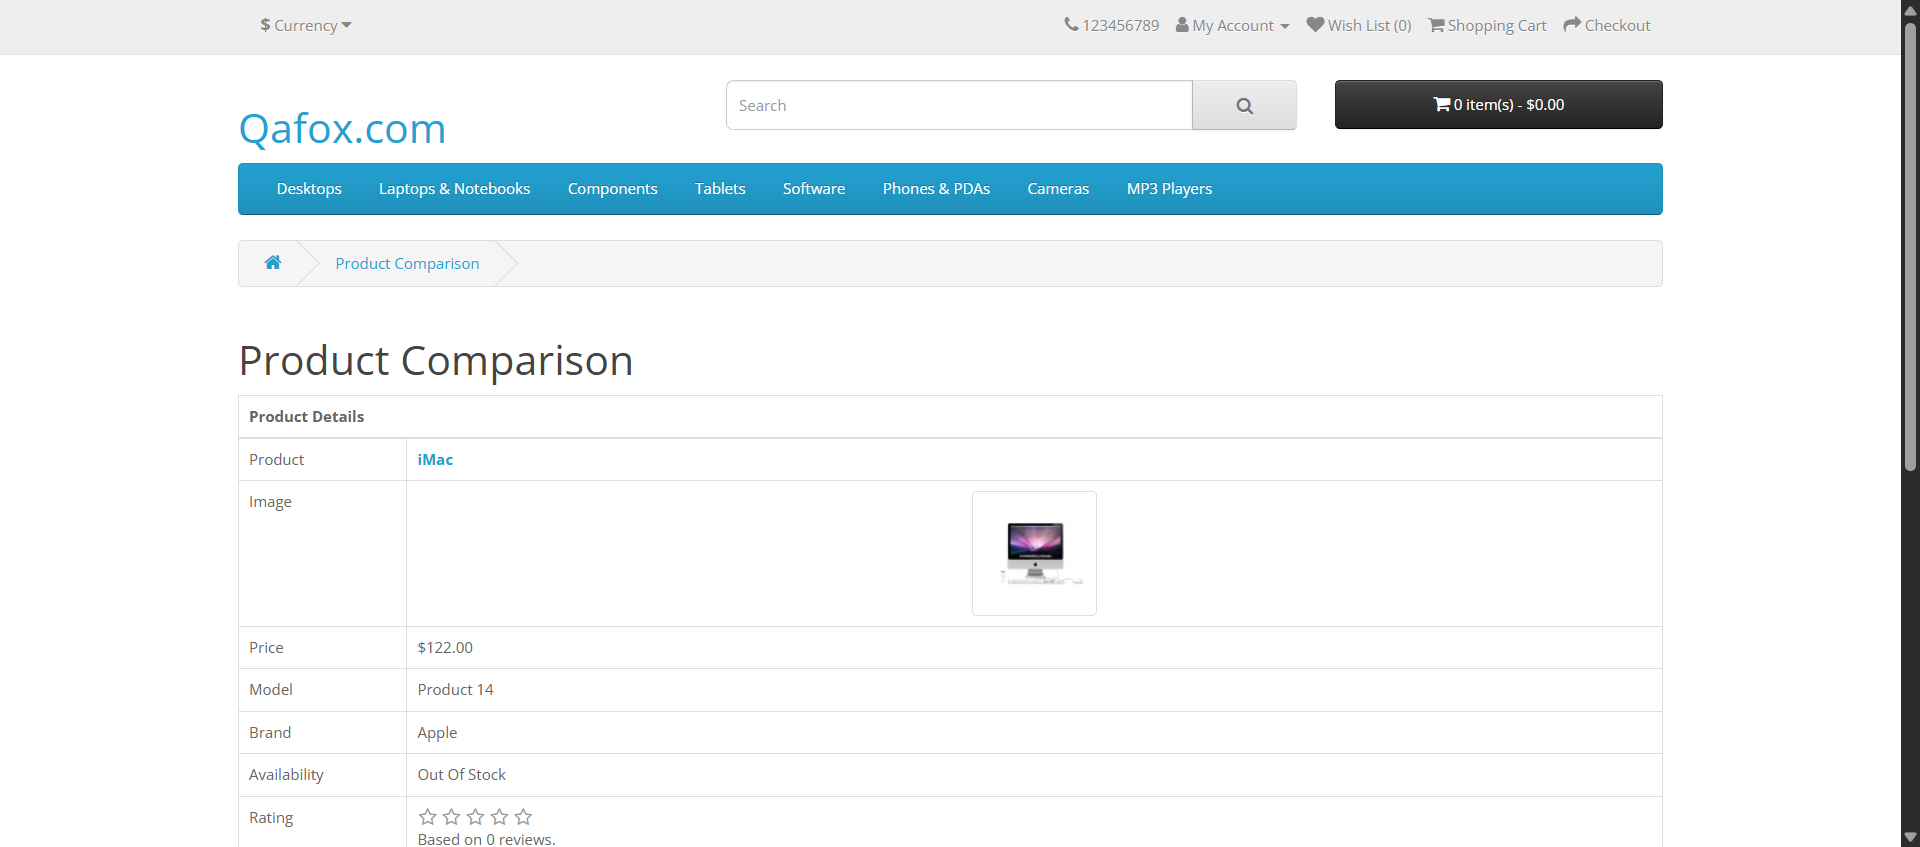 $ Currency
123456789 My Account Wish List (0) Shopping Cart Checkout
Qafox.com
Search
0 item(s) - $0.00
Desktops Laptops & Notebooks Components Tablets Software Phones & PDAs Cameras MP3 Players
Product Comparison
Product Comparison
Product Details
Product iMac
Image
Price $122.00
Model Product 14
Brand Apple
Availability Out Of Stock
Rating
Based on 0 reviews.